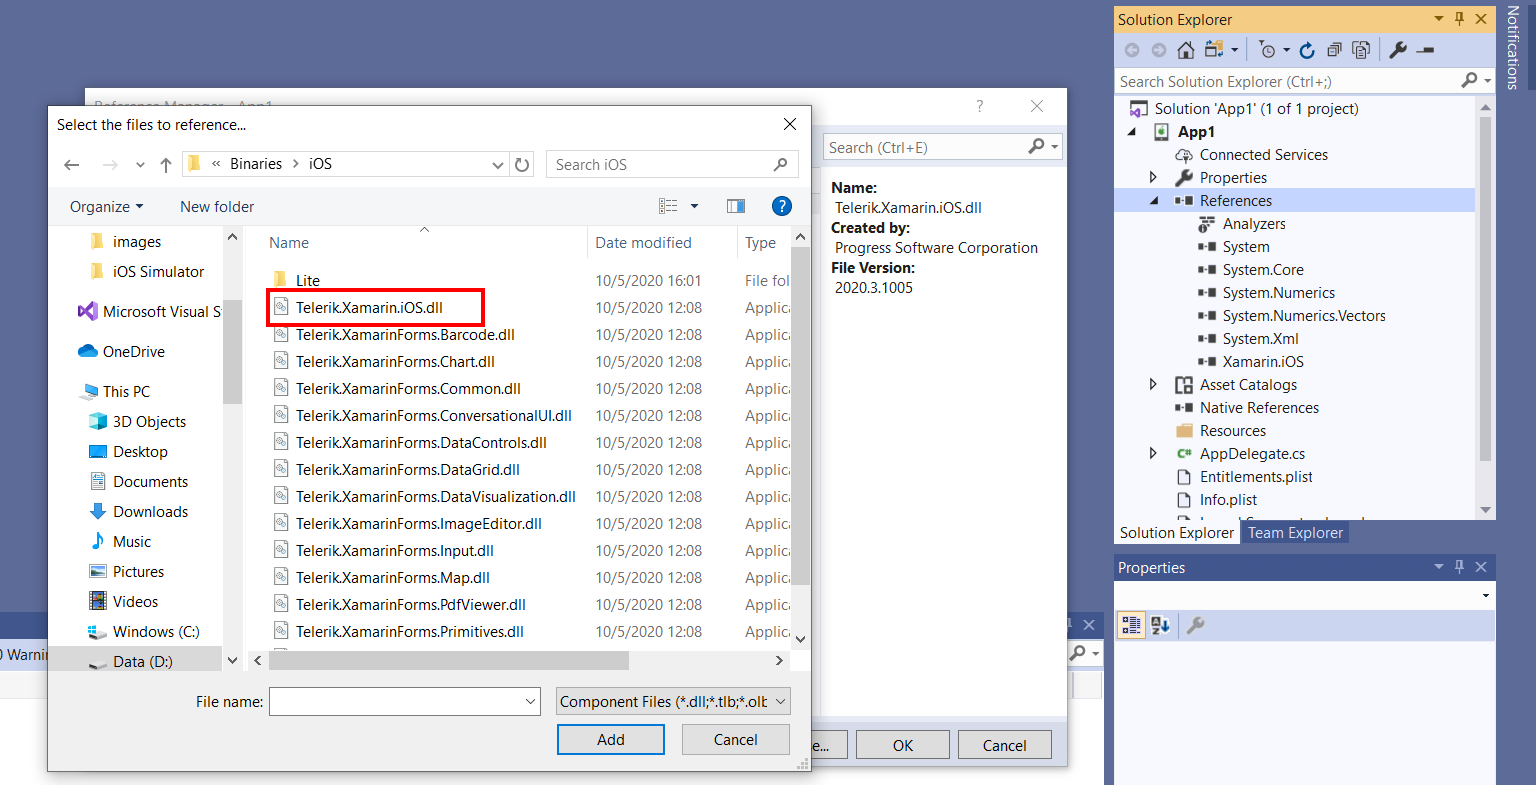 Reference Manager - App1
Select the files to reference...
« Binaries > iOS
Search iOS
Organize
New folder
images
iOS Simulator
Microsoft Visual S
OneDrive
This PC
3D Objects
Desktop
Documents
Downloads
Music
Pictures
Videos
Windows (C:)
Data (D:)
Name Date modified Type
Lite 10/5/2020 16:01 File fol
Telerik.Xamarin.iOS.dll 10/5/2020 12:08 Applic
Telerik.XamarinForms.Barcode.dll 10/5/2020 12:08 Applic
Telerik.XamarinForms.Chart.dll 10/5/2020 12:08 Applic
Telerik.XamarinForms.Common.dll 10/5/2020 12:08 Applic
Telerik.XamarinForms.ConversationalUI.dll 10/5/2020 12:08 Applic
Telerik.XamarinForms.DataControls.dll 10/5/2020 12:08 Applic
Telerik.XamarinForms.DataGrid.dll 10/5/2020 12:08 Applic
Telerik.XamarinForms.DataVisualization.dll 10/5/2020 12:08 Applic
Telerik.XamarinForms.ImageEditor.dll 10/5/2020 12:08 Applic
Telerik.XamarinForms.Input.dll 10/5/2020 12:08 Applic
Telerik.XamarinForms.Map.dll 10/5/2020 12:08 Applic
Telerik.XamarinForms.PdfViewer.dll 10/5/2020 12:08 Applic
Telerik.XamarinForms.Primitives.dll 10/5/2020 12:08 Applic
File name:
Component Files (*.dll;*.tlb;*.olb
Add
Cancel
0 Warnin
Search (Ctrl+E)
Name:
Telerik.Xamarin.iOS.dll
Created by:
Progress Software Corporation
File Version:
2020.3.1005
e...
OK
Cancel
Solution Explorer
Search Solution Explorer (Ctrl+;)
Solution 'App1' (1 of 1 project)
App1
Connected Services
Properties
References
Analyzers
System
System.Core
System.Numerics
System.Numerics.Vectors
System.Xml
Xamarin.iOS
Asset Catalogs
Native References
Resources
C# AppDelegate.cs
Entitlements.plist
Info.plist
Solution Explorer
Team Explorer
Properties
Notifications